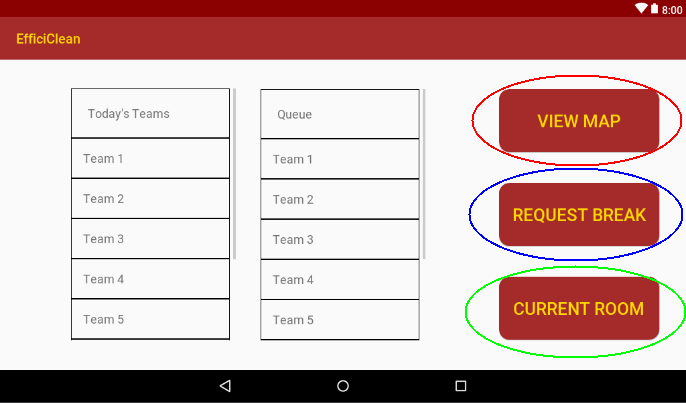 8:00
EfficiClean
Today's Teams
Team 1
Team 2
Team 3
Team 4
Team 5
Queue
Team 1
Team 2
Team 3
Team 4
Team 5
VIEW MAP
REQUEST BREAK
CURRENT ROOM